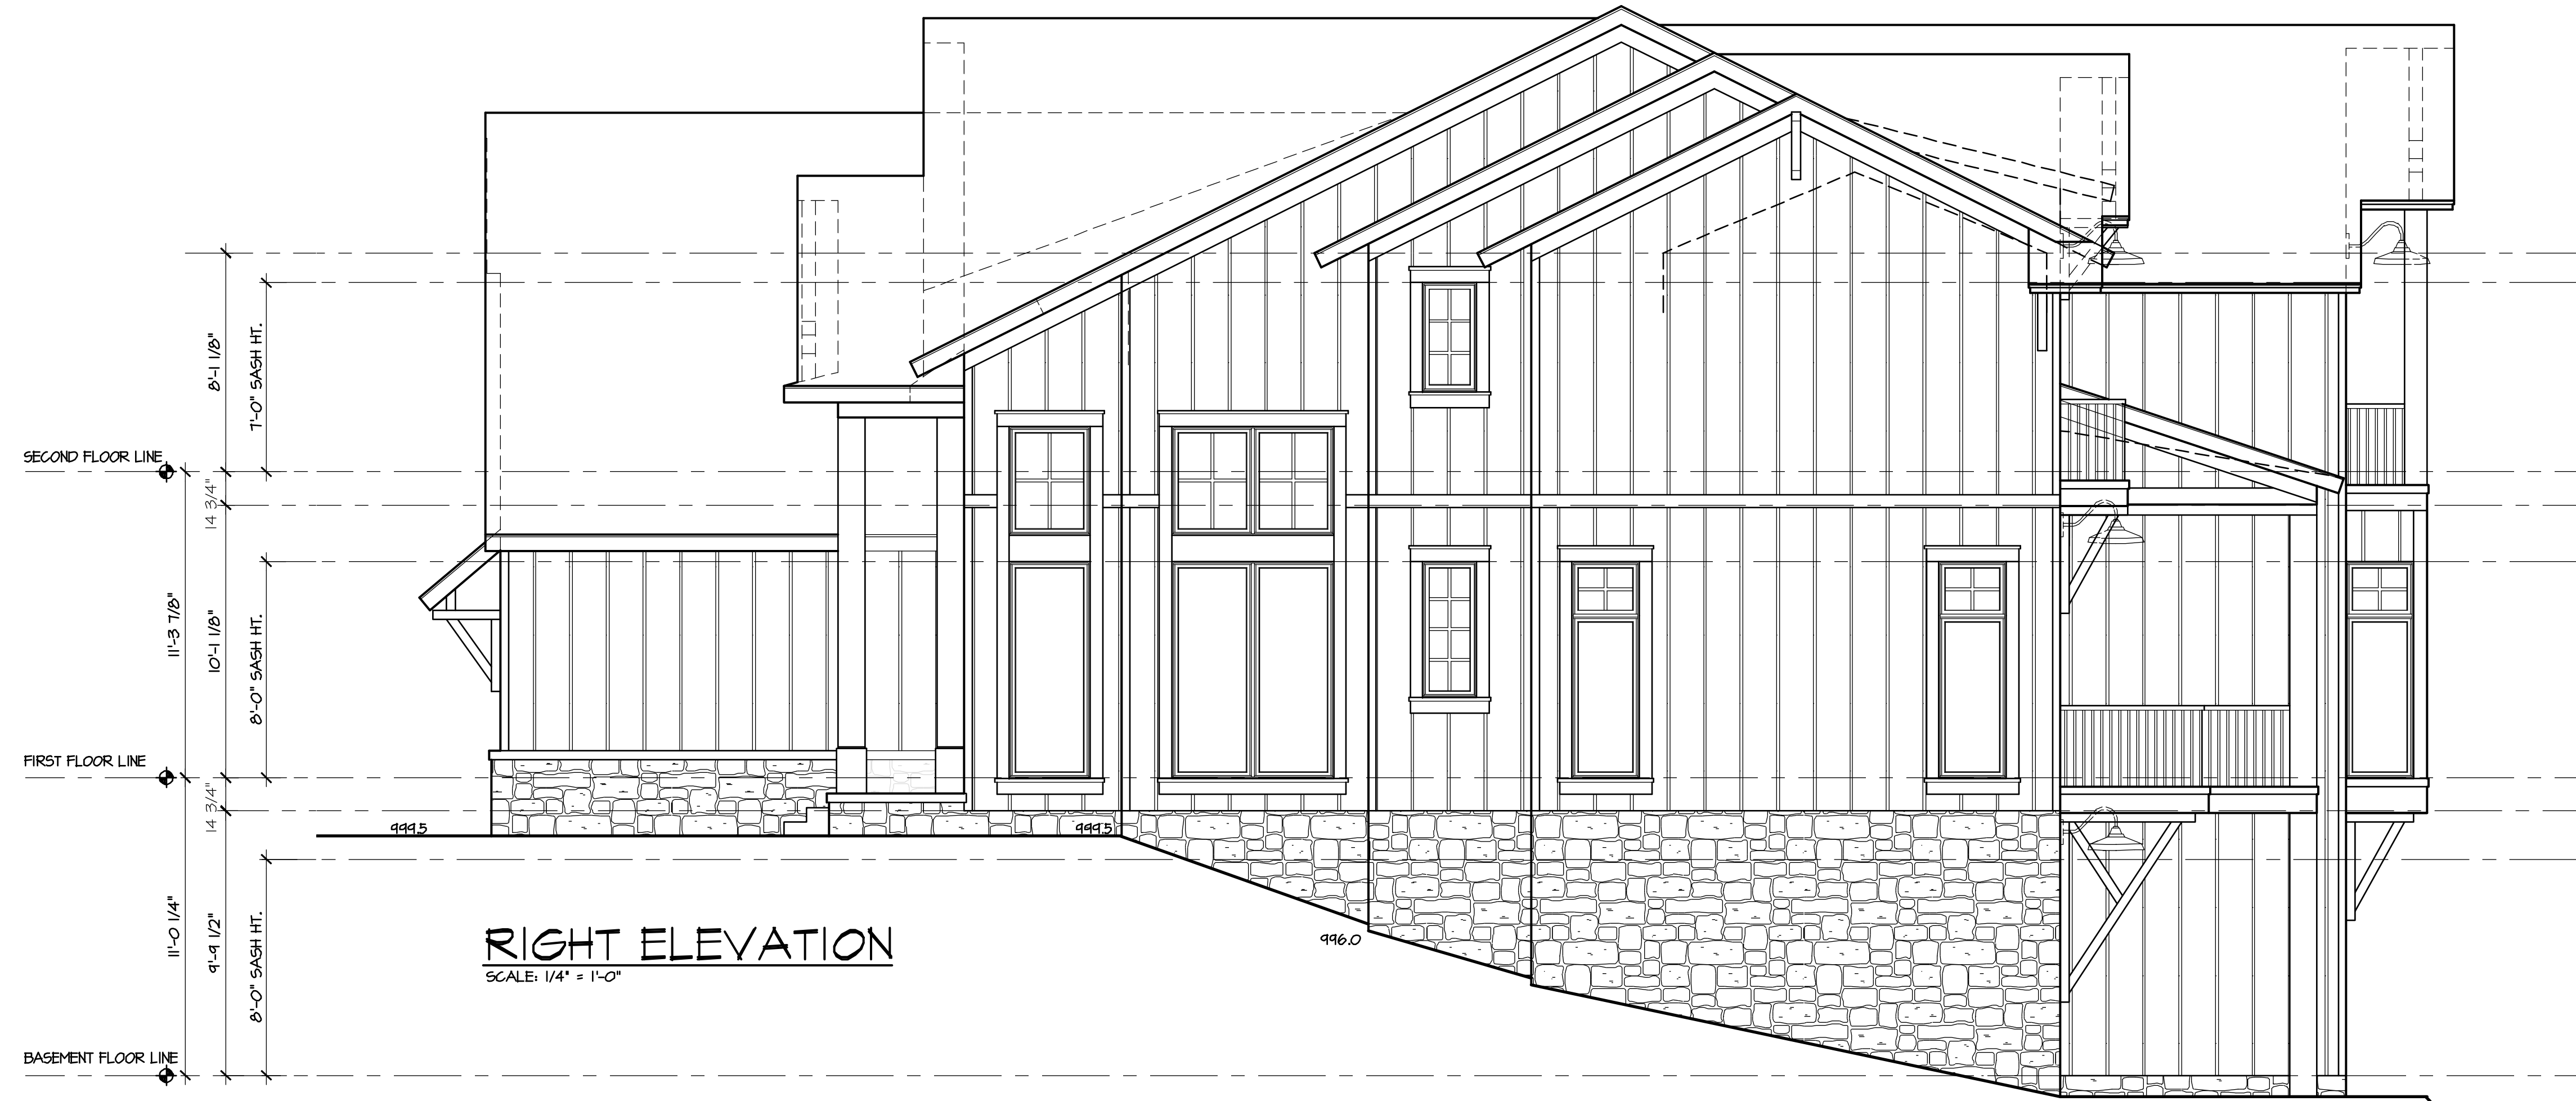 8'-1 1/8"
7'-0" SASH HT.
SECOND FLOOR LINE
14 3/4"
11'-3 7/8"
10'-1 1/8"
8'-0" SASH HT.
FIRST FLOOR LINE
14 3/4"
999.5
999.5
996.0
11'-0 1/4"
9'-9 1/2"
8'-0" SASH HT.
RIGHT ELEVATION
SCALE: 1/4" = 1'-0"
BASEMENT FLOOR LINE